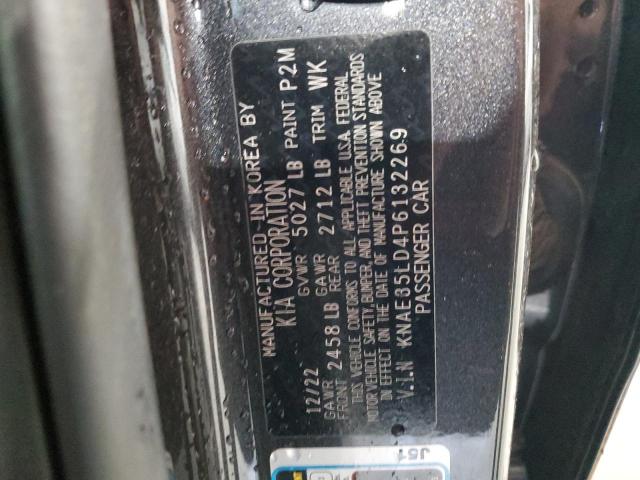 MANUFACTURED IN KOREA BY
KIA CORPORATION
12/22 GVWR 5027 LB PAINT P2M
GAWR FRONT 2458 LB GAWR REAR 2712 LB TRIM WK
THIS VEHICLE CONFORMS TO ALL APPLICABLE U.S.A. FEDERAL
MOTOR VEHICLE SAFETY, BUMPER, AND THEFT PREVENTION STANDARDS
IN EFFECT ON THE DATE OF MANUFACTURE SHOWN ABOVE
V.I.N KNAE35LD4P6132269
PASSENGER CAR
J51